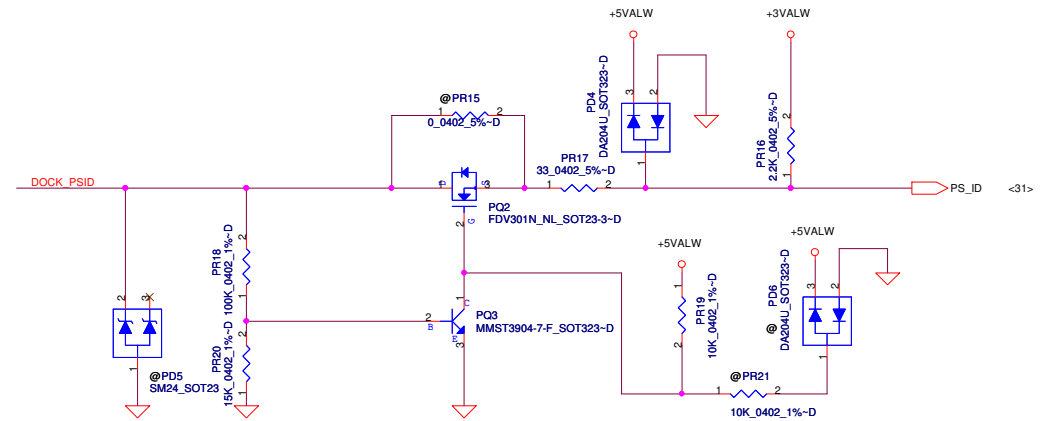 +5VALW
+3VALW
@PR15
1
2
0_0402_5%~D
3
2
PD4
DA204U_SOT323~D
1
2
PR16
2.2K_0402_5%~D
1
PR17
33_0402_5%~D
1
2
DOCK_PSID
D
1
S
3
PQ2
FDV301N_NL_SOT23-3~D
G
2
PS_ID
<31>
2
PR18
100K_0402_1%~D
1
+5VALW
+5VALW
1
PR19
10K_0402_1%~D
2
3
2
@
PD6
DA204U_SOT323~D
1
2
3
1
@PD5
SM24_SOT23
2
PR20
15K_0402_1%~D
1
2
B
1
C
PQ3
MMST3904-7-F_SOT323~D
E
3
@PR21
1
2
10K_0402_1%~D